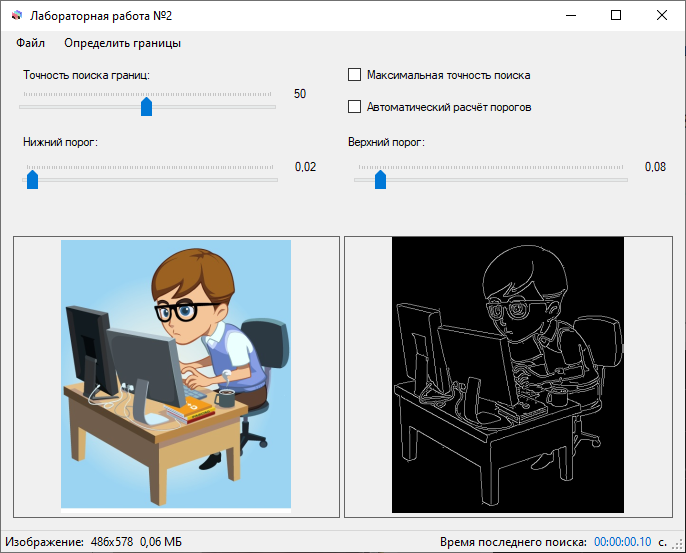 Лабораторная работа №2
Файл Определить границы
Точность поиска границ:
50
Максимальная точность поиска
Автоматический расчёт порогов
Нижний порог:
0,02
Верхний порог:
0,08
Изображение: 486x578 0,06 МБ
Время последнего поиска: 00:00:00.10 с.